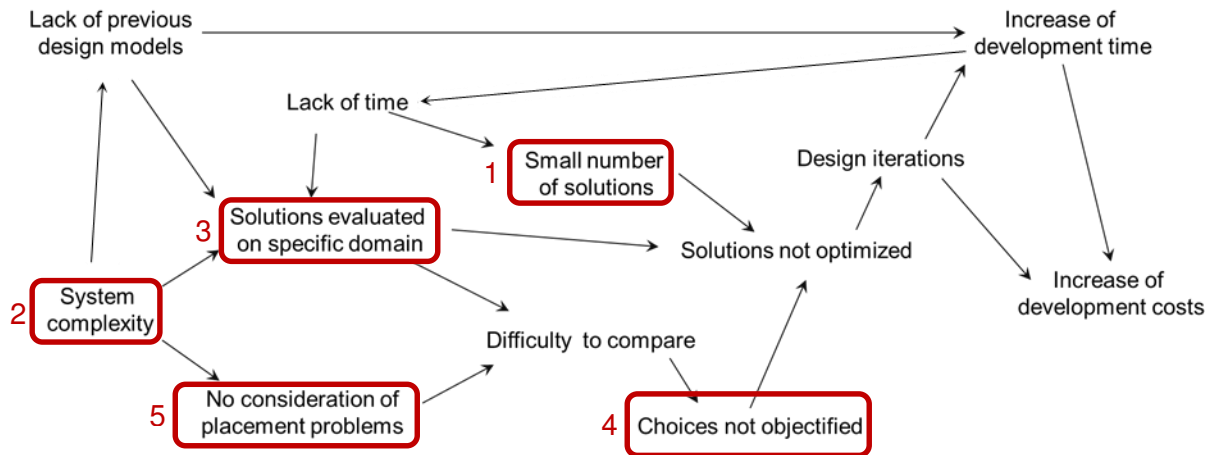 Lack of previous
design models
Increase of
development time
Lack of time
1
Small number
of solutions
Design iterations
3
Solutions evaluated
on specific domain
Solutions not optimized
2
System
complexity
Increase of
development costs
Difficulty to compare
5
No consideration of
placement problems
4
Choices not objectified